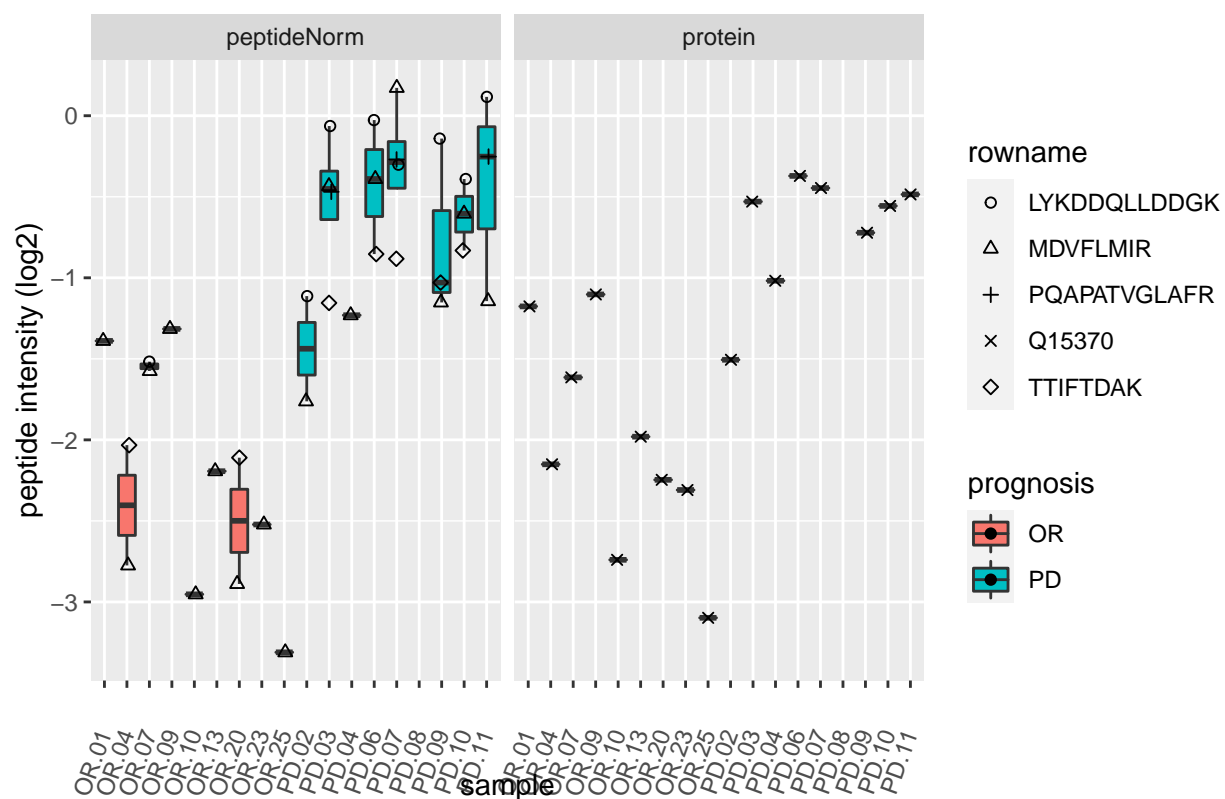 peptideNorm
protein
0
−1
−2
−3
peptide intensity (log2)
OR.01
OR.04
OR.07
OR.09
OR.10
OR.13
OR.20
OR.23
OR.25
PD.02
PD.03
PD.04
PD.06
PD.07
PD.08
PD.09
PD.10
PD.11
OR.01
OR.04
OR.07
OR.09
OR.10
OR.13
OR.20
OR.23
OR.25
PD.02
PD.03
PD.04
PD.06
PD.07
PD.08
PD.09
PD.10
PD.11
sample
rowname
LYKDDQLLDDGK
MDVFLMIR
PQAPATVGLAFR
Q15370
TTIFTDAK
prognosis
OR
PD